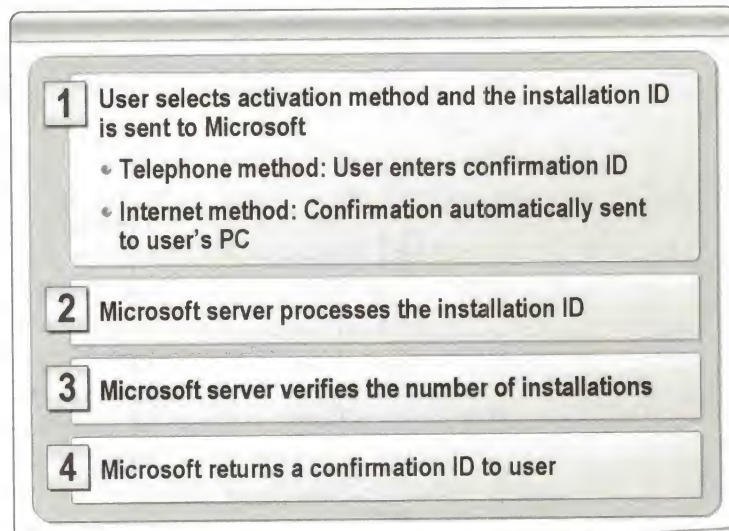 1 User selects activation method and the installation ID
is sent to Microsoft
• Telephone method: User enters confirmation ID
• Internet method: Confirmation automatically sent
to user's PC
2 Microsoft server processes the installation ID
3 Microsoft server verifies the number of installations
4 Microsoft returns a confirmation ID to user